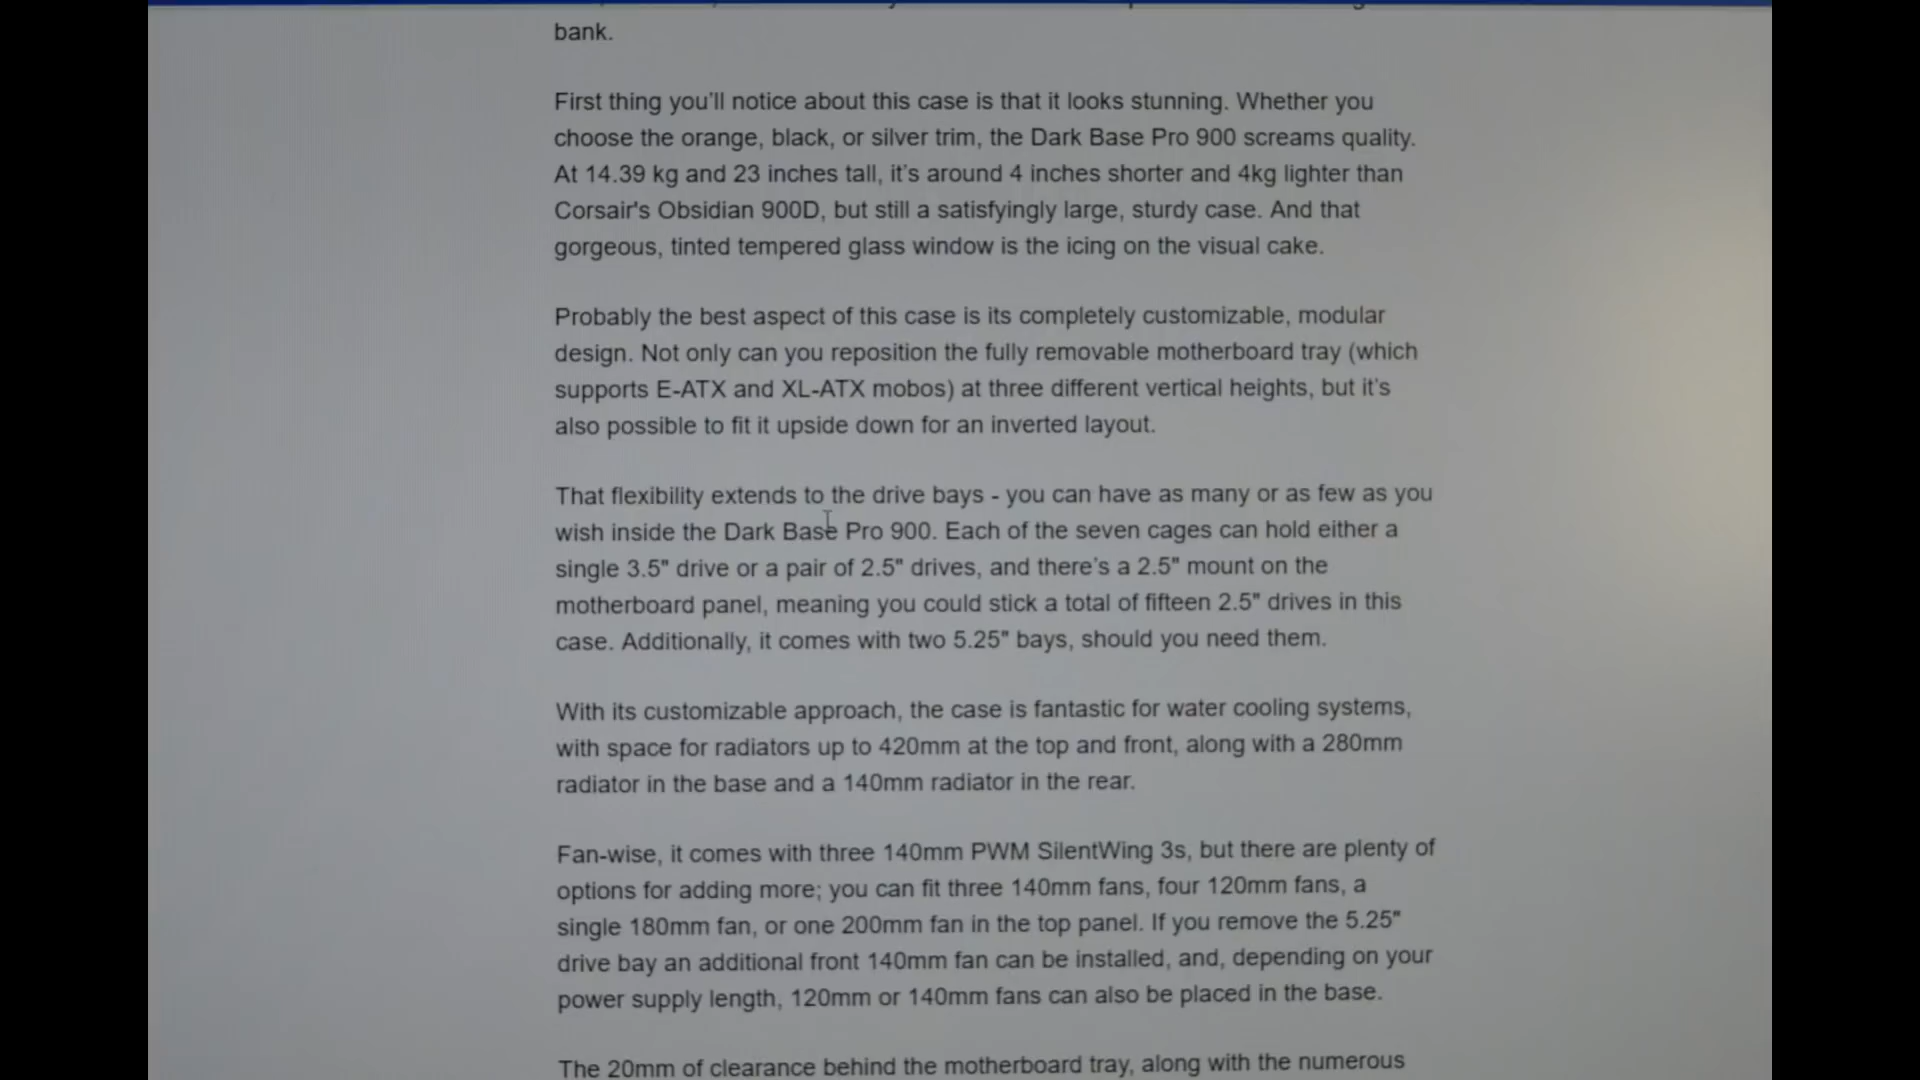 bank.
First thing you'll notice about this case is that it looks stunning. Whether you
choose the orange, black, or silver trim, the Dark Base Pro 900 screams quality.
At 14.39 kg and 23 inches tall, it's around 4 inches shorter and 4kg lighter than
Corsair's Obsidian 900D, but still a satisfyingly large, sturdy case. And that
gorgeous, tinted tempered glass window is the icing on the visual cake.
Probably the best aspect of this case is its completely customizable, modular
design. Not only can you reposition the fully removable motherboard tray (which
supports E-ATX and XL-ATX mobos) at three different vertical heights, but it's
also possible to fit it upside down for an inverted layout.
That flexibility extends to the drive bays - you can have as many or as few as you
wish inside the Dark Base Pro 900. Each of the seven cages can hold either a
single 3.5" drive or a pair of 2.5" drives, and there's a 2.5" mount on the
motherboard panel, meaning you could stick a total of fifteen 2.5" drives in this
case. Additionally, it comes with two 5.25" bays, should you need them.
With its customizable approach, the case is fantastic for water cooling systems,
with space for radiators up to 420mm at the top and front, along with a 280mm
radiator in the base and a 140mm radiator in the rear.
Fan-wise, it comes with three 140mm PWM SilentWing 3s, but there are plenty of
options for adding more; you can fit three 140mm fans, four 120mm fans, a
single 180mm fan, or one 200mm fan in the top panel. If you remove the 5.25"
drive bay an additional front 140mm fan can be installed, and, depending on your
power supply length, 120mm or 140mm fans can also be placed in the base.
The 20mm of clearance behind the motherboard tray, along with the numerous